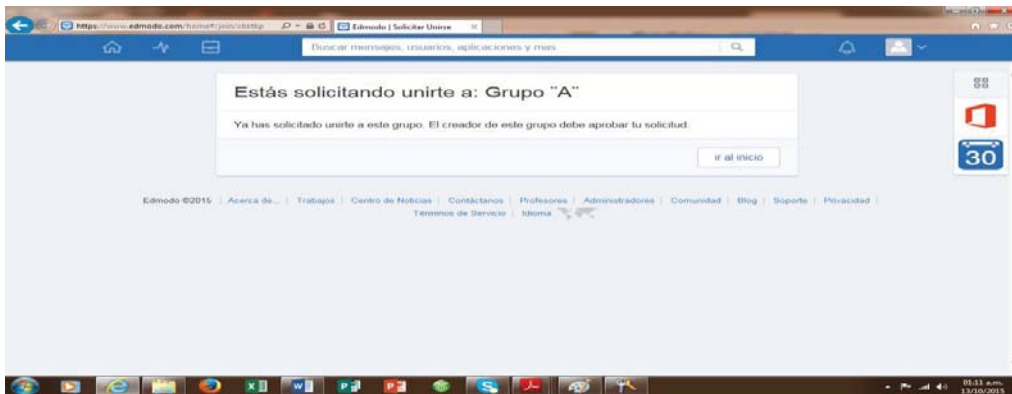 https://www.edmodo.com/home#/join/
Edmodo | Solicitar Unirse
Buscar mensajes, usuarios, aplicaciones y mas
Estás solicitando unirte a: Grupo "A"
Ya has solicitado unirte a este grupo. El creador de este grupo debe aprobar tu solicitud.
ir al inicio
30
Edmodo ©2015 | Acerca de... | Trabajos | Centro de Noticias | Contáctanos | Profesores | Administradores | Comunidad | Blog | Soporte | Privacidad |
Términos de Servicio | Idioma
01:11 a.m.
13/10/2015